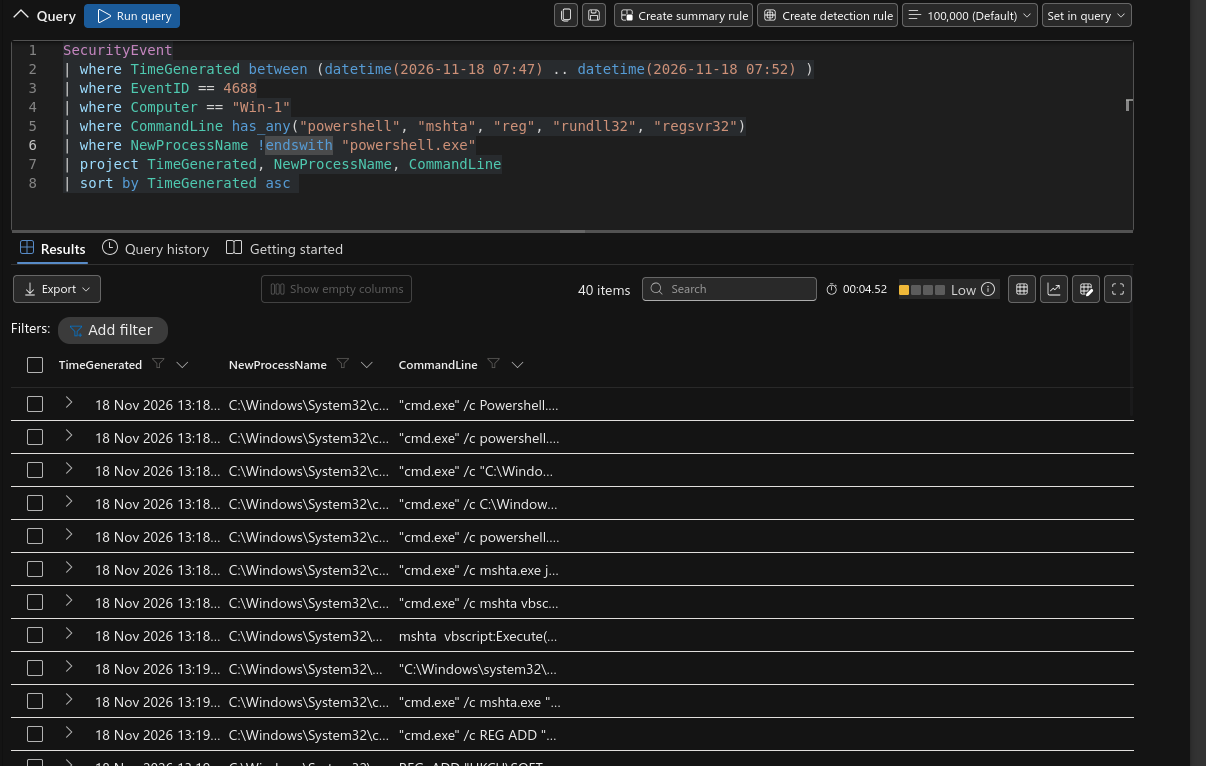 Query Run query Create summary rule Create detection rule 100,000 (Default) Set in query
1 SecurityEvent
2 | where TimeGenerated between (datetime(2026-11-18 07:47) .. datetime(2026-11-18 07:52) )
3 | where EventID == 4688
4 | where Computer == "Win-1"
5 | where CommandLine has_any("powershell", "mshta", "reg", "rundll32", "regsvr32")
6 | where NewProcessName !endswith "powershell.exe"
7 | project TimeGenerated, NewProcessName, CommandLine
8 | sort by TimeGenerated asc
Results Query history Getting started
Export Show empty columns 40 items Search 00:04.52 Low
Filters: Add filter
TimeGenerated NewProcessName CommandLine
18 Nov 2026 13:18... C:\Windows\System32\c... "cmd.exe" /c Powershell....
18 Nov 2026 13:18... C:\Windows\System32\c... "cmd.exe" /c powershell....
18 Nov 2026 13:18... C:\Windows\System32\c... "cmd.exe" /c "C:\Windo...
18 Nov 2026 13:18... C:\Windows\System32\c... "cmd.exe" /c C:\Window...
18 Nov 2026 13:18... C:\Windows\System32\c... "cmd.exe" /c powershell....
18 Nov 2026 13:18... C:\Windows\System32\c... "cmd.exe" /c mshta.exe j...
18 Nov 2026 13:18... C:\Windows\System32\c... "cmd.exe" /c mshta vbsc...
18 Nov 2026 13:18... C:\Windows\System32\... mshta vbscript:Execute(...
18 Nov 2026 13:19... C:\Windows\System32\... "C:\Windows\system32\...
18 Nov 2026 13:19... C:\Windows\System32\c... "cmd.exe" /c mshta.exe "...
18 Nov 2026 13:19... C:\Windows\System32\c... "cmd.exe" /c REG ADD "...